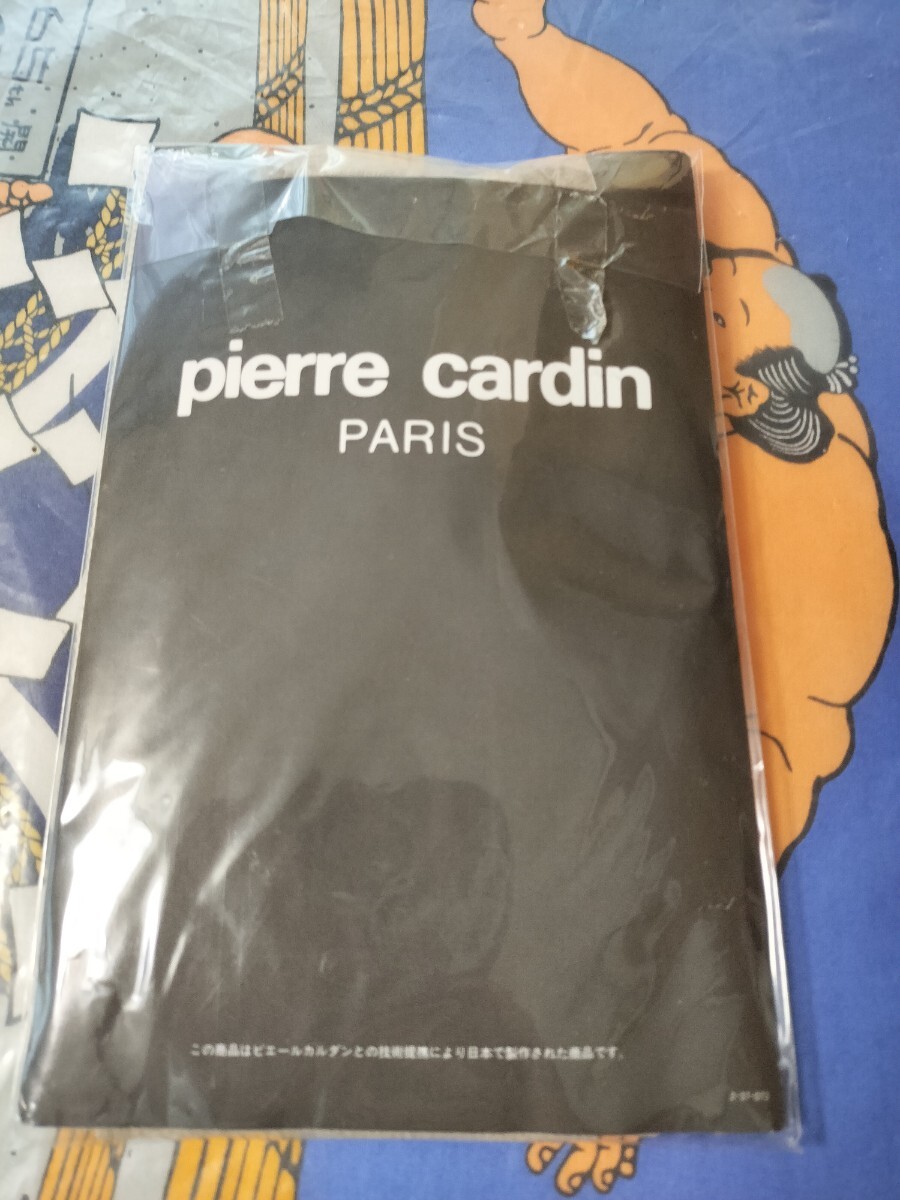 pierre cardin
PARIS
この商品はピエールカルダンとの技術提携により日本で製作された商品です。